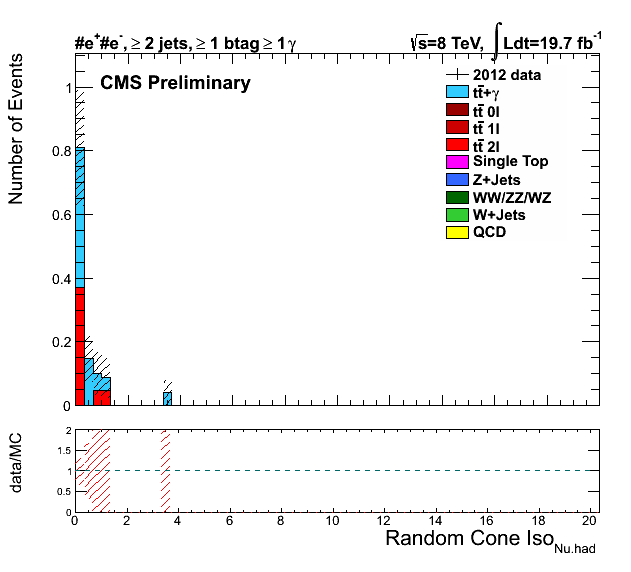 #e⁺#e⁻, ≥ 2 jets, ≥ 1 btag ≥ 1 γ
√s=8 TeV, ∫ Ldt=19.7 fb⁻¹
CMS Preliminary
2012 data
tt̄+γ
tt̄ 0l
tt̄ 1l
tt̄ 2l
Single Top
Z+Jets
WW/ZZ/WZ
W+Jets
QCD
Number of Events
1
0.8
0.6
0.4
0.2
0
data/MC
2
1.5
1
0.5
0
0 2 4 6 8 10 12 14 16 18 20
Random Cone Iso_Nu.had